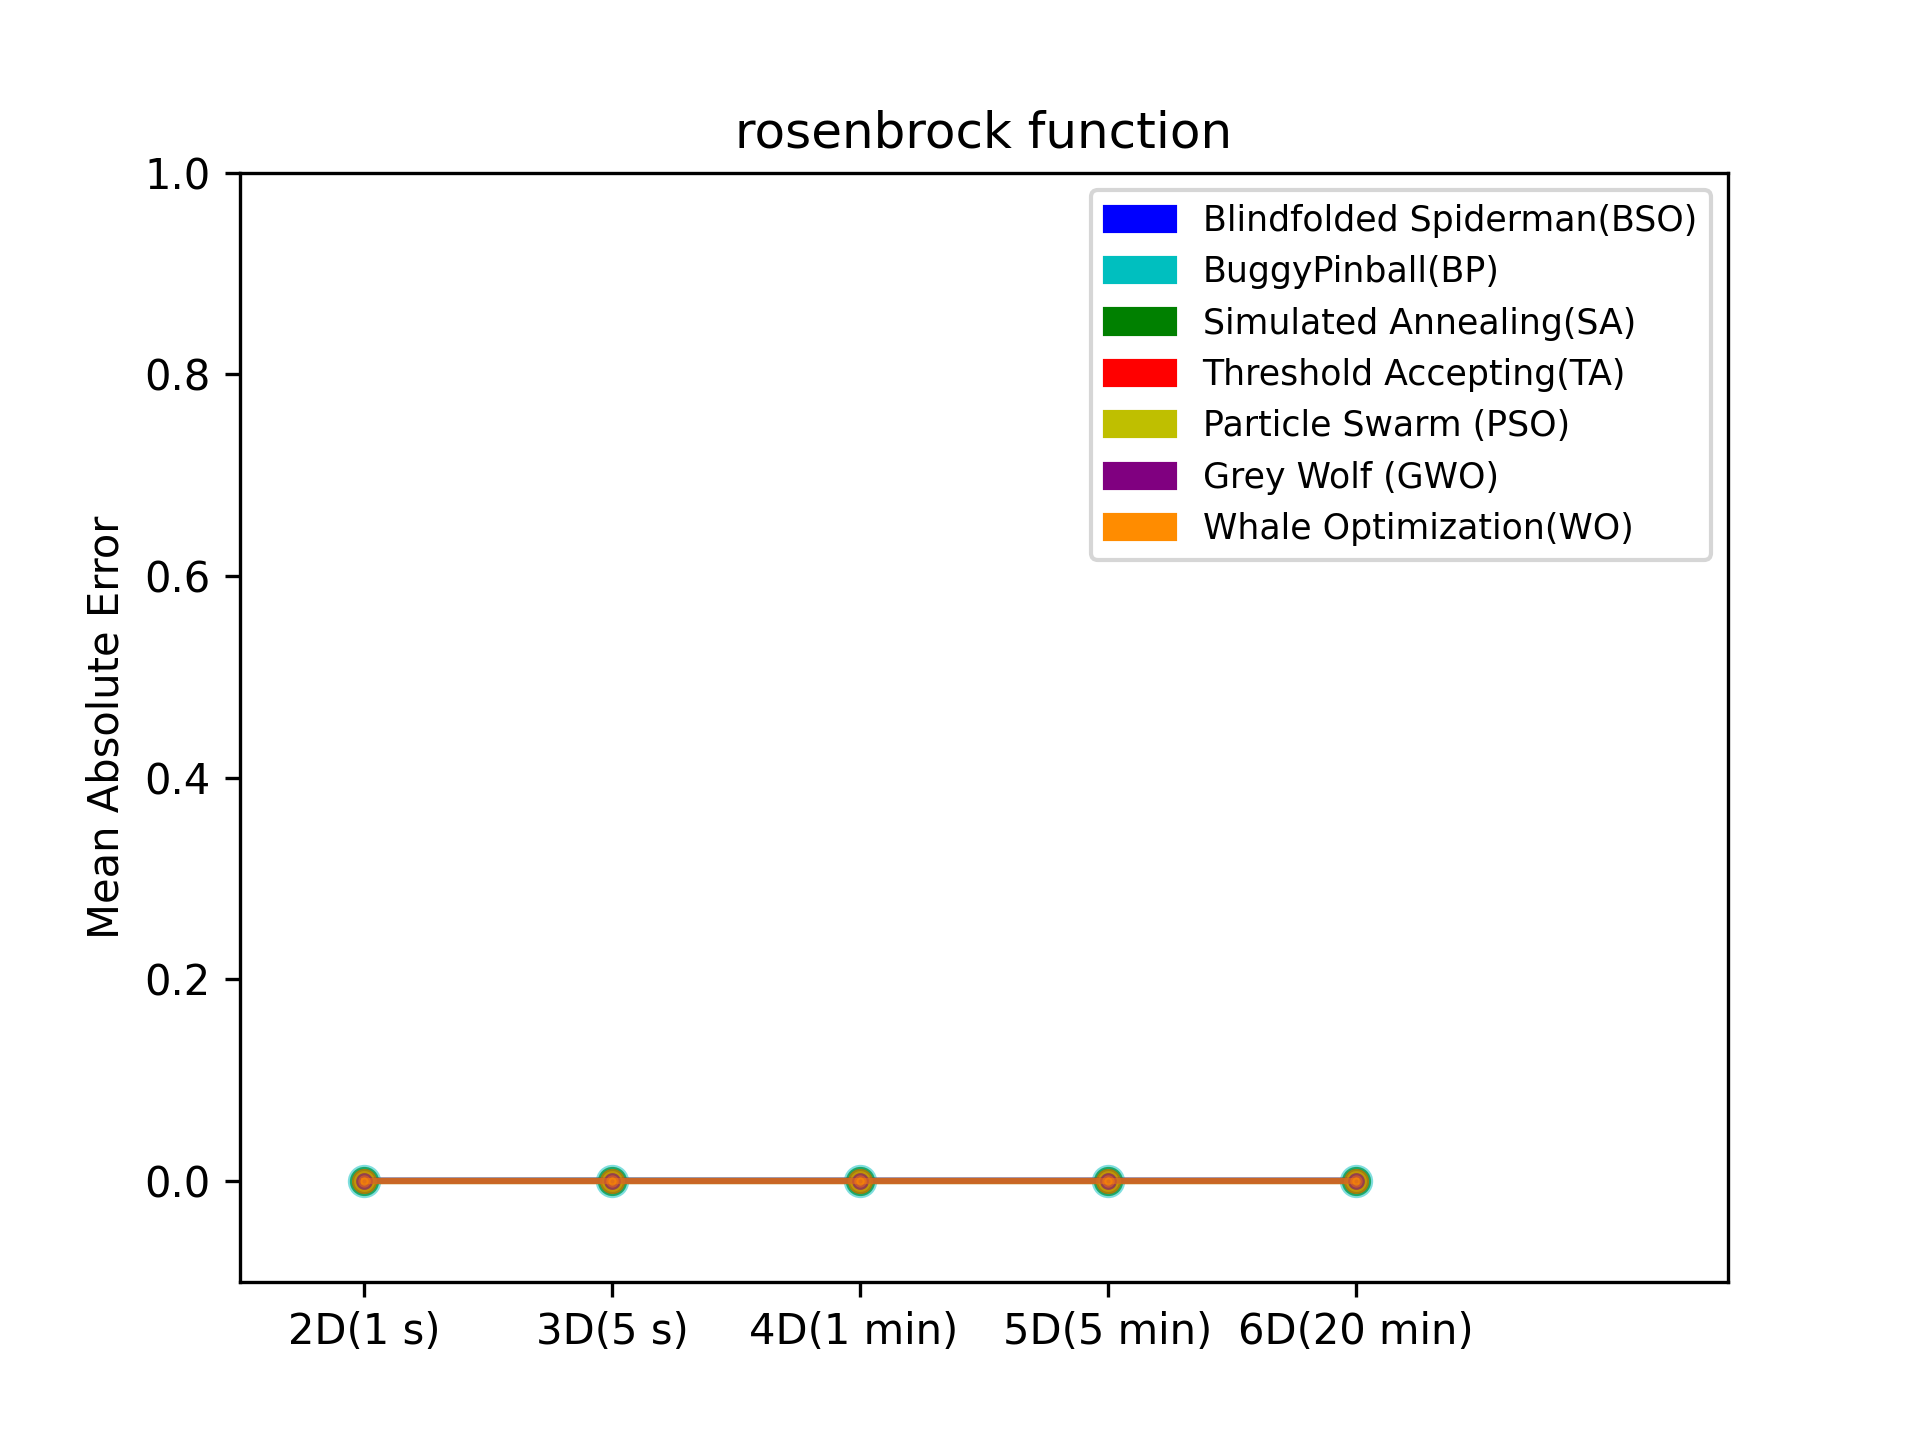 rosenbrock function
1.0
0.8
0.6
0.4
0.2
0.0
Mean Absolute Error
Blindfolded Spiderman(BSO)
BuggyPinball(BP)
Simulated Annealing(SA)
Threshold Accepting(TA)
Particle Swarm (PSO)
Grey Wolf (GWO)
Whale Optimization(WO)
2D(1 s) 3D(5 s) 4D(1 min) 5D(5 min) 6D(20 min)